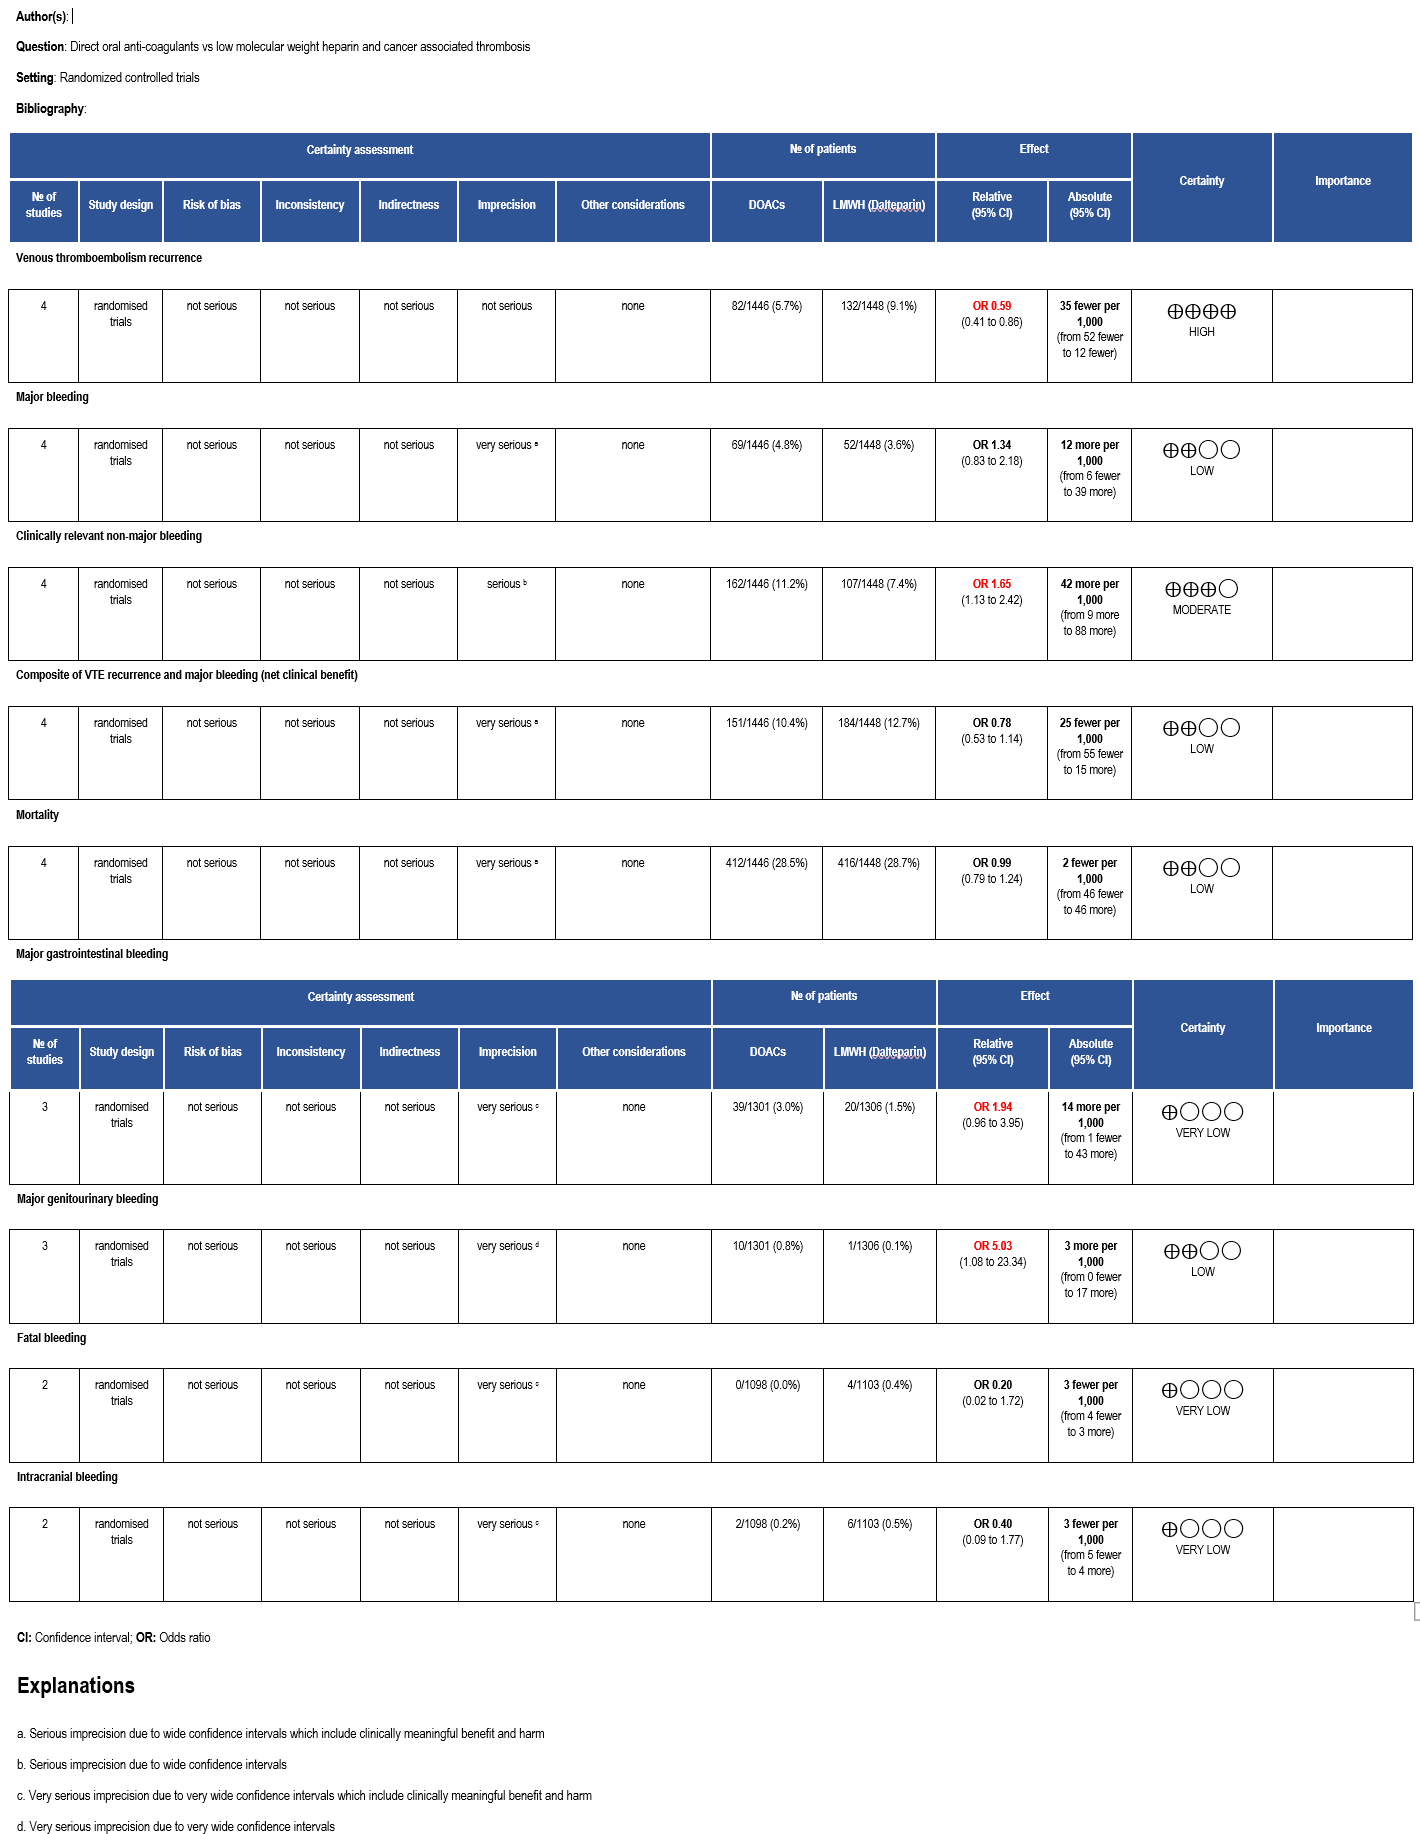 Author(s):
Question: Direct oral anti-coagulants vs low molecular weight heparin and cancer associated thrombosis
Setting: Randomized controlled trials
Bibliography:
Certainty assessment
№ of patients
Effect
Certainty
Importance
№ of studies
Study design
Risk of bias
Inconsistency
Indirectness
Imprecision
Other considerations
DOACs
LMWH (Dalteparin)
Relative
(95% CI)
Absolute
(95% CI)
Venous thromboembolism recurrence
4
randomised
trials
not serious
not serious
not serious
not serious
none
82/1446 (5.7%)
132/1448 (9.1%)
OR 0.59
(0.41 to 0.86)
35 fewer per
1,000
(from 52 fewer
to 12 fewer)
⨁⨁⨁⨁
HIGH
Major bleeding
4
randomised
trials
not serious
not serious
not serious
very serious a
none
69/1446 (4.8%)
52/1448 (3.6%)
OR 1.34
(0.83 to 2.18)
12 more per
1,000
(from 6 fewer
to 39 more)
⨁⨁◯◯
LOW
Clinically relevant non-major bleeding
4
randomised
trials
not serious
not serious
not serious
serious b
none
162/1446 (11.2%)
107/1448 (7.4%)
OR 1.65
(1.13 to 2.42)
42 more per
1,000
(from 9 more
to 88 more)
⨁⨁⨁◯
MODERATE
Composite of VTE recurrence and major bleeding (net clinical benefit)
4
randomised
trials
not serious
not serious
not serious
very serious a
none
151/1446 (10.4%)
184/1448 (12.7%)
OR 0.78
(0.53 to 1.14)
25 fewer per
1,000
(from 55 fewer
to 15 more)
⨁⨁◯◯
LOW
Mortality
4
randomised
trials
not serious
not serious
not serious
very serious a
none
412/1446 (28.5%)
416/1448 (28.7%)
OR 0.99
(0.79 to 1.24)
2 fewer per
1,000
(from 46 fewer
to 46 more)
⨁⨁◯◯
LOW
Major gastrointestinal bleeding
Certainty assessment
№ of patients
Effect
Certainty
Importance
№ of
studies
Study design
Risk of bias
Inconsistency
Indirectness
Imprecision
Other considerations
DOACs
LMWH (Dalteparin)
Relative
(95% CI)
Absolute
(95% CI)
3
randomised
trials
not serious
not serious
not serious
very serious c
none
39/1301 (3.0%)
20/1306 (1.5%)
OR 1.94
(0.96 to 3.95)
14 more per
1,000
(from 1 fewer
to 43 more)
⨁◯◯◯
VERY LOW
Major genitourinary bleeding
3
randomised
trials
not serious
not serious
not serious
very serious d
none
10/1301 (0.8%)
1/1306 (0.1%)
OR 5.03
(1.08 to 23.34)
3 more per
1,000
(from 0 fewer
to 17 more)
⨁⨁◯◯
LOW
Fatal bleeding
2
randomised
trials
not serious
not serious
not serious
very serious c
none
0/1098 (0.0%)
4/1103 (0.4%)
OR 0.20
(0.02 to 1.72)
3 fewer per
1,000
(from 4 fewer
to 3 more)
⨁◯◯◯
VERY LOW
Intracranial bleeding
2
randomised
trials
not serious
not serious
not serious
very serious c
none
2/1098 (0.2%)
6/1103 (0.5%)
OR 0.40
(0.09 to 1.77)
3 fewer per
1,000
(from 5 fewer
to 4 more)
⨁◯◯◯
VERY LOW
CI: Confidence interval; OR: Odds ratio
Explanations
a. Serious imprecision due to wide confidence intervals which include clinically meaningful benefit and harm
b. Serious imprecision due to wide confidence intervals
c. Very serious imprecision due to very wide confidence intervals which include clinically meaningful benefit and harm
d. Very serious imprecision due to very wide confidence intervals